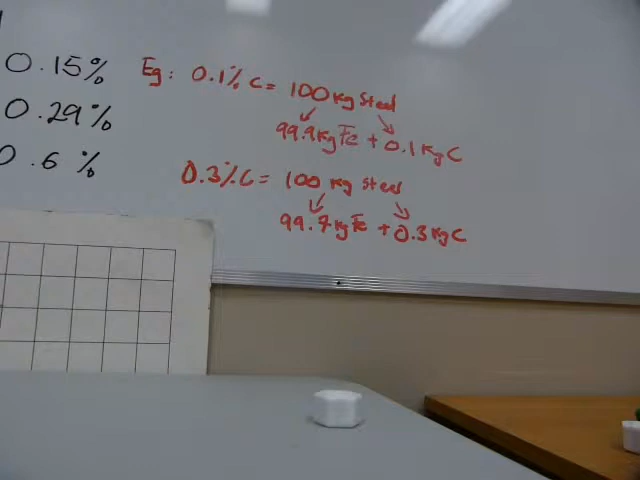 0.15%
0.29%
0.6%
Eg: 0.1% C = 100 kg Steel
99.9 kg Fe + 0.1 kg C
0.3% C = 100 kg steel
99.7 kg Fe + 0.3 kg C